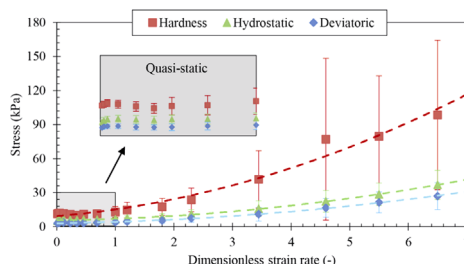 Hardness Hydrostatic Deviatoric
180
150
120
90
60
30
0
Stress (kPa)
Quasi-static
0 1 2 3 4 5 6
Dimensionless strain rate (-)